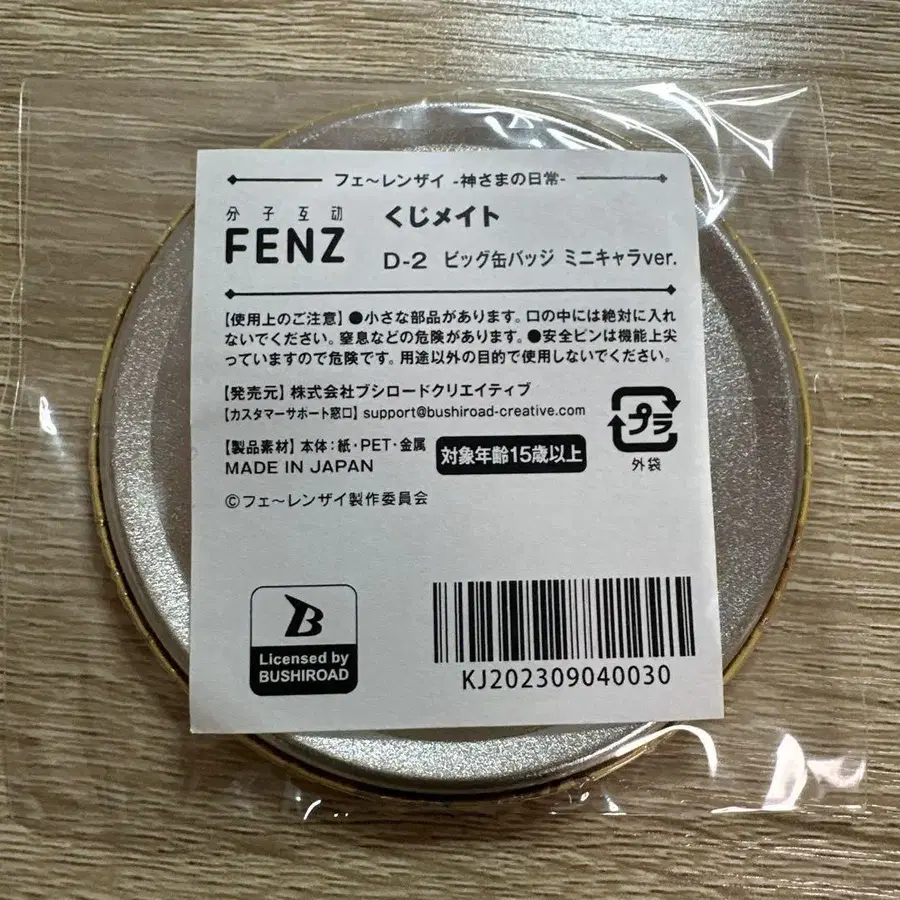 フェ〜レンザイ -神さまの日常-
分子互动
FENZ
くじメイト
D-2 ビッグ缶バッジ ミニキャラver.
【使用上のご注意】●小さな部品があります。口の中には絶対に入れ
ないでください。窒息などの危険があります。●安全ピンは機能上尖
っていますので危険です。用途以外の目的で使用しないでください。
【発売元】株式会社ブシロードクリエイティブ
【カスタマーサポート窓口】support@bushiroad-creative.com
プラ
外袋
【製品素材】本体：紙・PET・金属
MADE IN JAPAN
対象年齢15歳以上
©フェ〜レンザイ製作委員会
B
Licensed by
BUSHIROAD
KJ202309040030